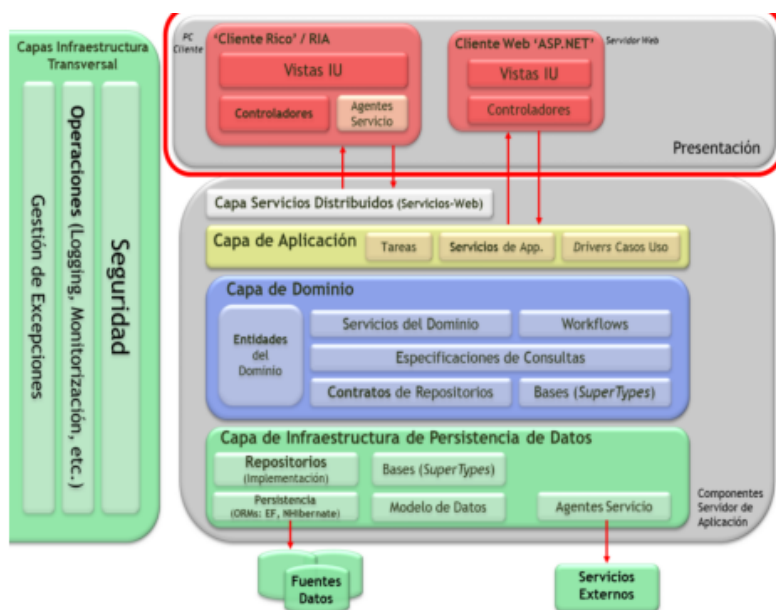 Capas Infraestructura
Transversal
Gestión de Excepciones
Operaciones (Logging, Monitorización, etc.)
Seguridad
PC
Cliente
'Cliente Rico' / RIA
Vistas IU
Controladores
Agentes
Servicio
Cliente Web 'ASP.NET'
Servidor Web
Vistas IU
Controladores
Presentación
Capa Servicios Distribuidos (Servicios-Web)
Capa de Aplicación
Tareas
Servicios de App.
Drivers Casos Uso
Capa de Dominio
Entidades
del
Dominio
Servicios del Dominio
Workflows
Especificaciones de Consultas
Contratos de Repositorios
Bases (SuperTypes)
Capa de Infraestructura de Persistencia de Datos
Repositorios
(Implementación)
Bases (SuperTypes)
Persistencia
(ORMs: EF, NHibernate)
Modelo de Datos
Agentes Servicio
Componentes
Servidor de
Aplicación
Fuentes
Datos
Servicios
Externos